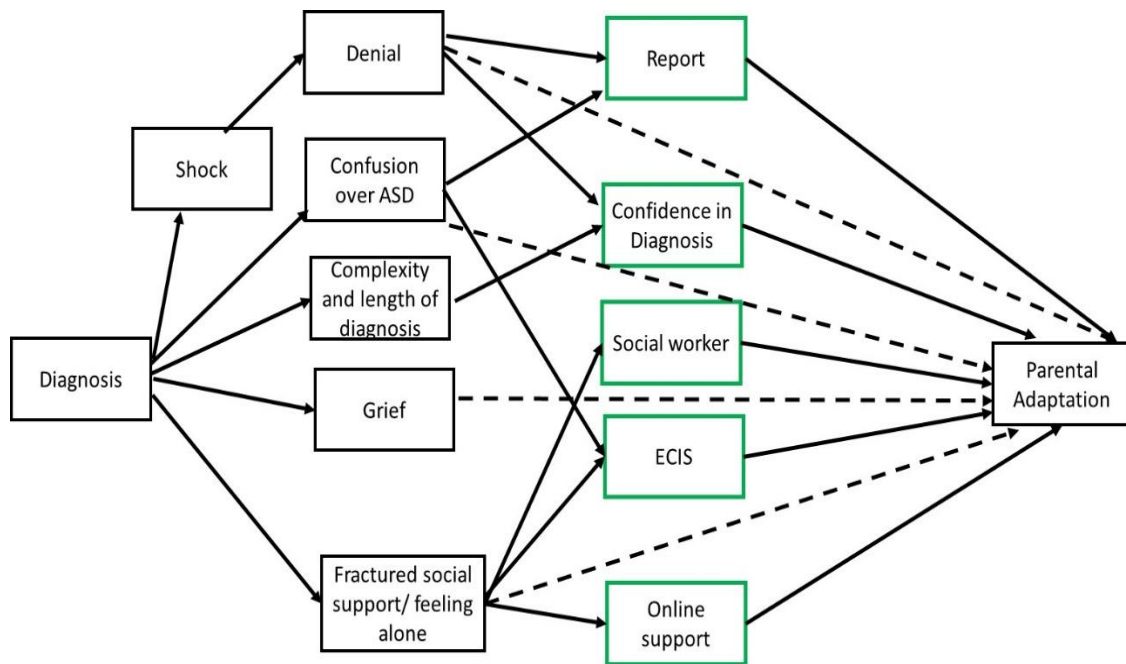 Denial
Report
Shock
Confusion
over ASD
Confidence in
Diagnosis
Complexity
and length of
diagnosis
Social worker
Diagnosis
Parental
Adaptation
Grief
ECIS
Fractured social
support/ feeling
alone
Online
support